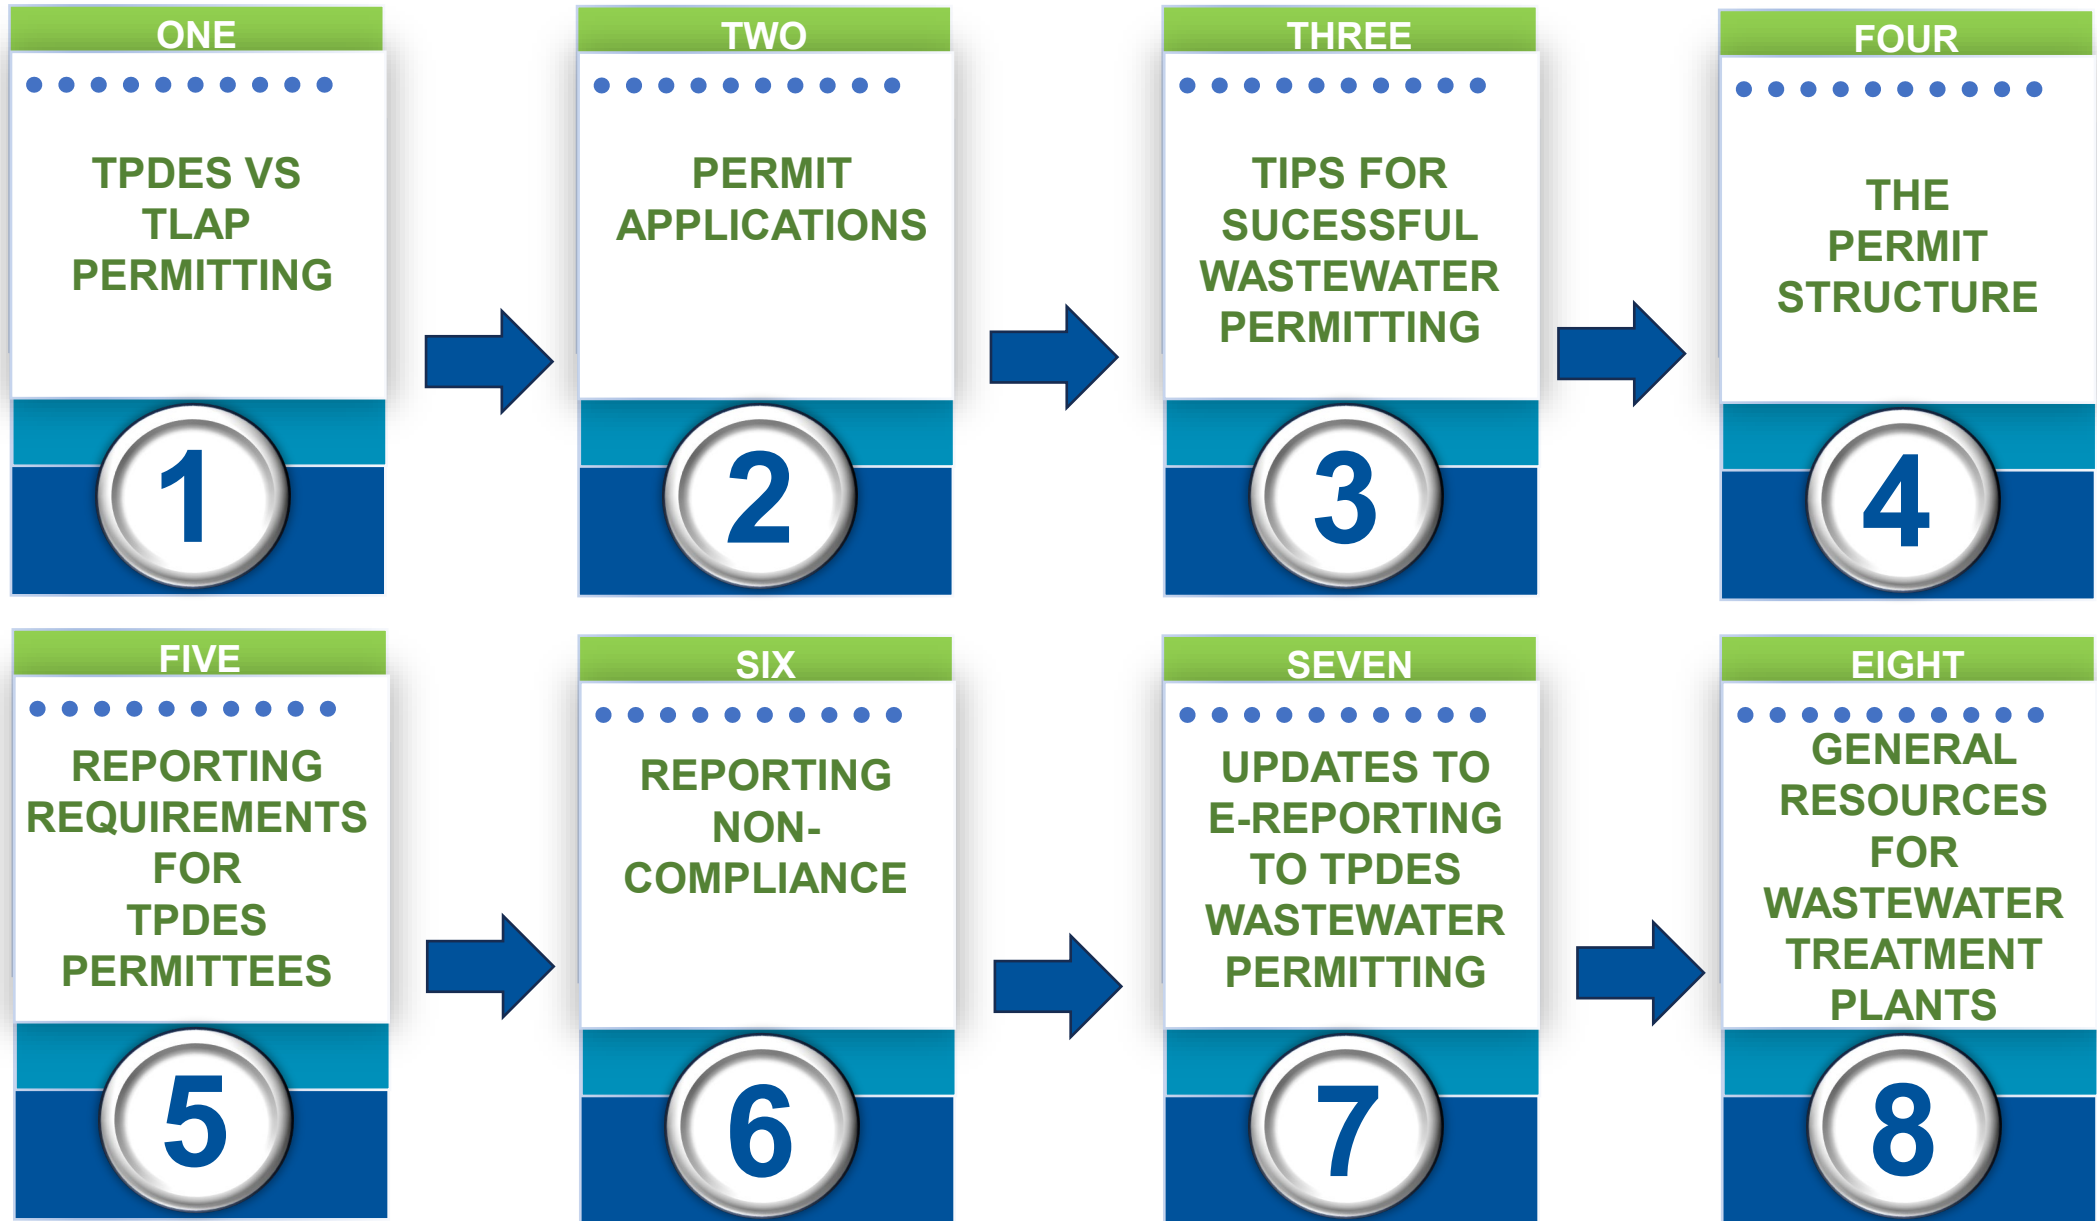 ONE
TPDES VS
TLAP
PERMITTING
1
TWO
PERMIT
APPLICATIONS
2
THREE
TIPS FOR
SUCESSFUL
WASTEWATER
PERMITTING
3
FOUR
THE
PERMIT
STRUCTURE
4
FIVE
REPORTING
REQUIREMENTS
FOR
TPDES
PERMITTEES
5
SIX
REPORTING
NON-
COMPLIANCE
6
SEVEN
UPDATES TO
E-REPORTING
TO TPDES
WASTEWATER
PERMITTING
7
EIGHT
GENERAL
RESOURCES
FOR
WASTEWATER
TREATMENT
PLANTS
8